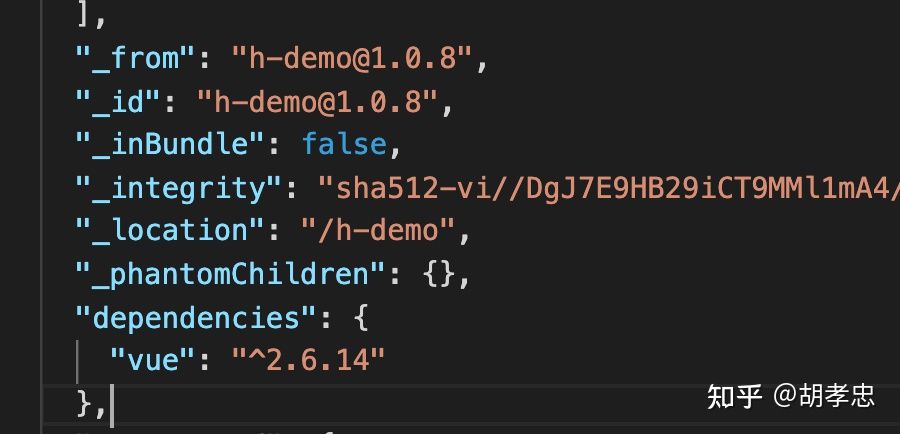 ],
"_from": "h-demo@1.0.8",
"_id": "h-demo@1.0.8",
"_inBundle": false,
"_integrity": "sha512-vi//DgJ7E9HB29iCT9MMl1mA4/
"_location": "/h-demo",
"_phantomChildren": {},
"dependencies": {
"vue": "^2.6.14"
},
知乎 @胡孝忠